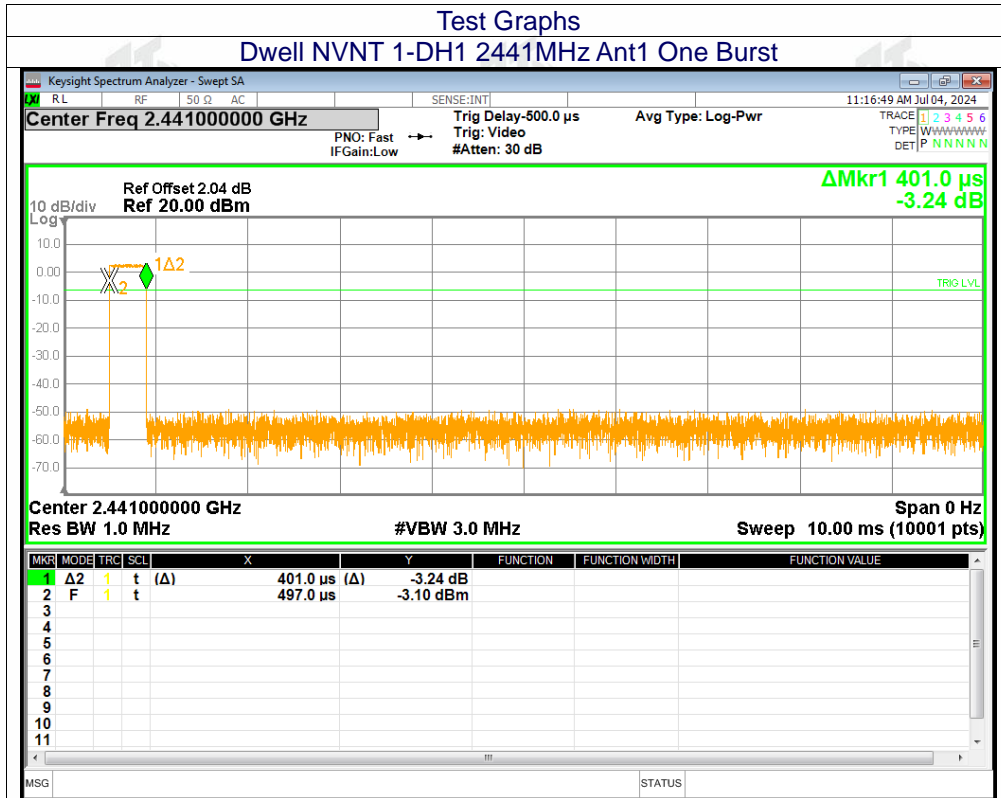 Test Graphs
Dwell NVNT 1-DH1 2441MHz Ant1 One Burst
Keysight Spectrum Analyzer - Swept SA
LXI RL RF 50 Ω AC SENSE:INT 11:16:49 AM Jul 04, 2024
Center Freq 2.441000000 GHz Trig Delay-500.0 µs Avg Type: Log-Pwr TRACE 1 2 3 4 5 6
PNO: Fast Trig: Video TYPE WWWWWWW
IFGain:Low #Atten: 30 dB DET P N N N N N
ΔMkr1 401.0 µs
-3.24 dB
Ref Offset 2.04 dB
10 dB/div Ref 20.00 dBm
Log
10.0
0.00
1Δ2
2
TRIG LVL
-10.0
-20.0
-30.0
-40.0
-50.0
-60.0
-70.0
Center 2.441000000 GHz Span 0 Hz
Res BW 1.0 MHz #VBW 3.0 MHz Sweep 10.00 ms (10001 pts)
MKR MODE TRC SCL X Y FUNCTION FUNCTION WIDTH FUNCTION VALUE
1 Δ2 1 t (Δ) 401.0 µs (Δ) -3.24 dB
2 F 1 t 497.0 µs -3.10 dBm
3
4
5
6
7
8
9
10
11
MSG STATUS